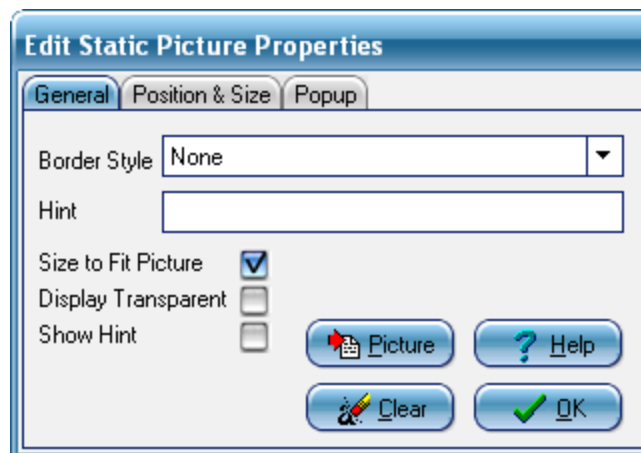 Edit Static Picture Properties
General Position & Size Popup
Border Style None
Hint
Size to Fit Picture
Display Transparent
Show Hint
Picture Help
Clear OK